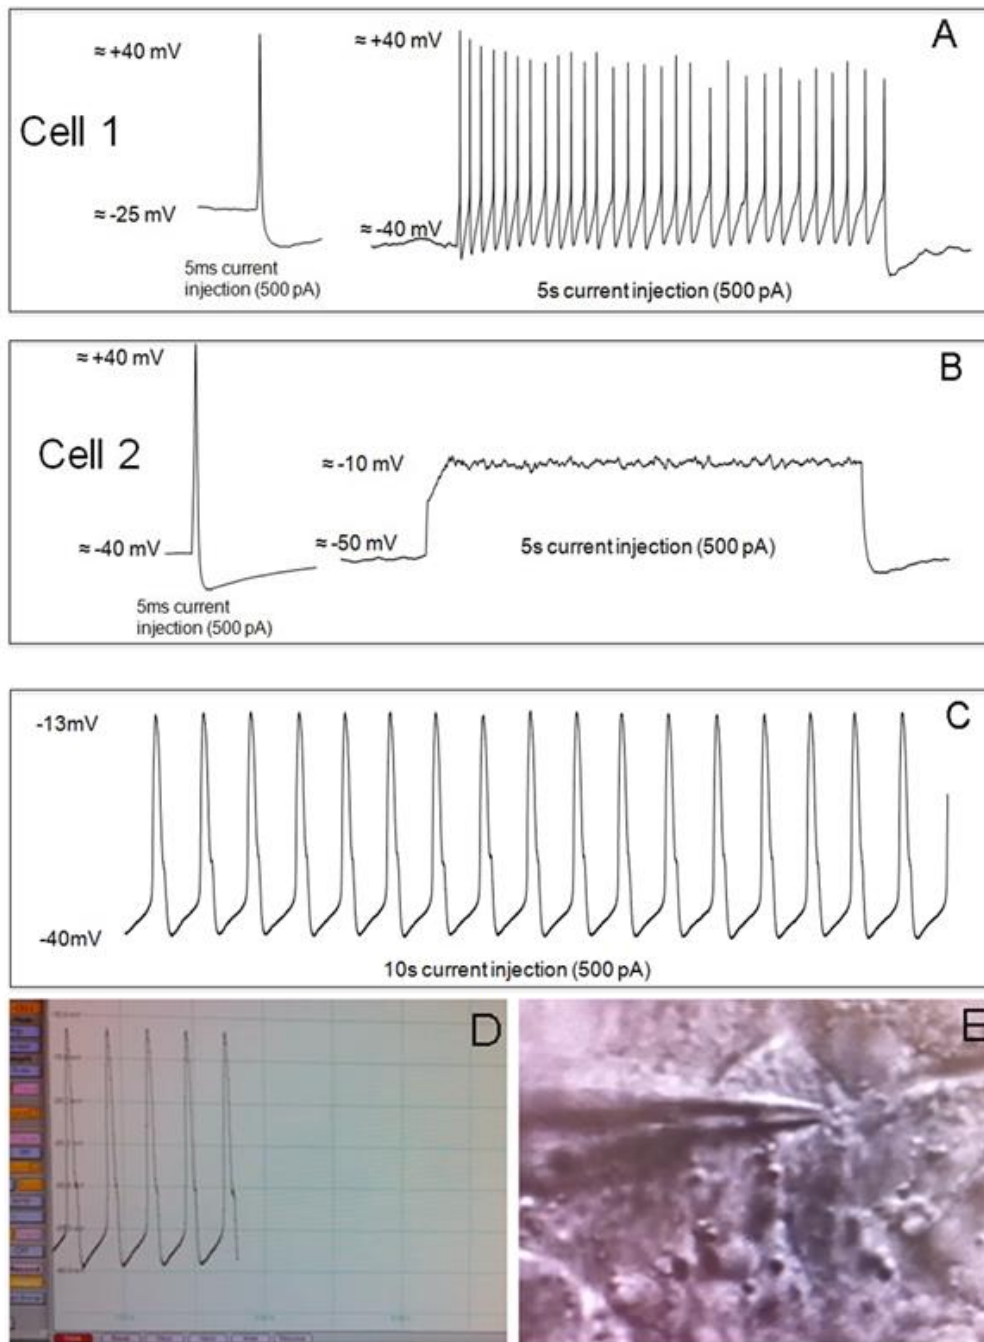 A
≈ +40 mV
≈ +40 mV
Cell 1
≈ -25 mV
≈ -40 mV
5ms current
injection (500 pA)
5s current injection (500 pA)
B
≈ +40 mV
Cell 2
≈ -10 mV
≈ -40 mV
≈ -50 mV
5s current injection (500 pA)
5ms current
injection (500 pA)
C
-13mV
-40mV
10s current injection (500 pA)
D
E